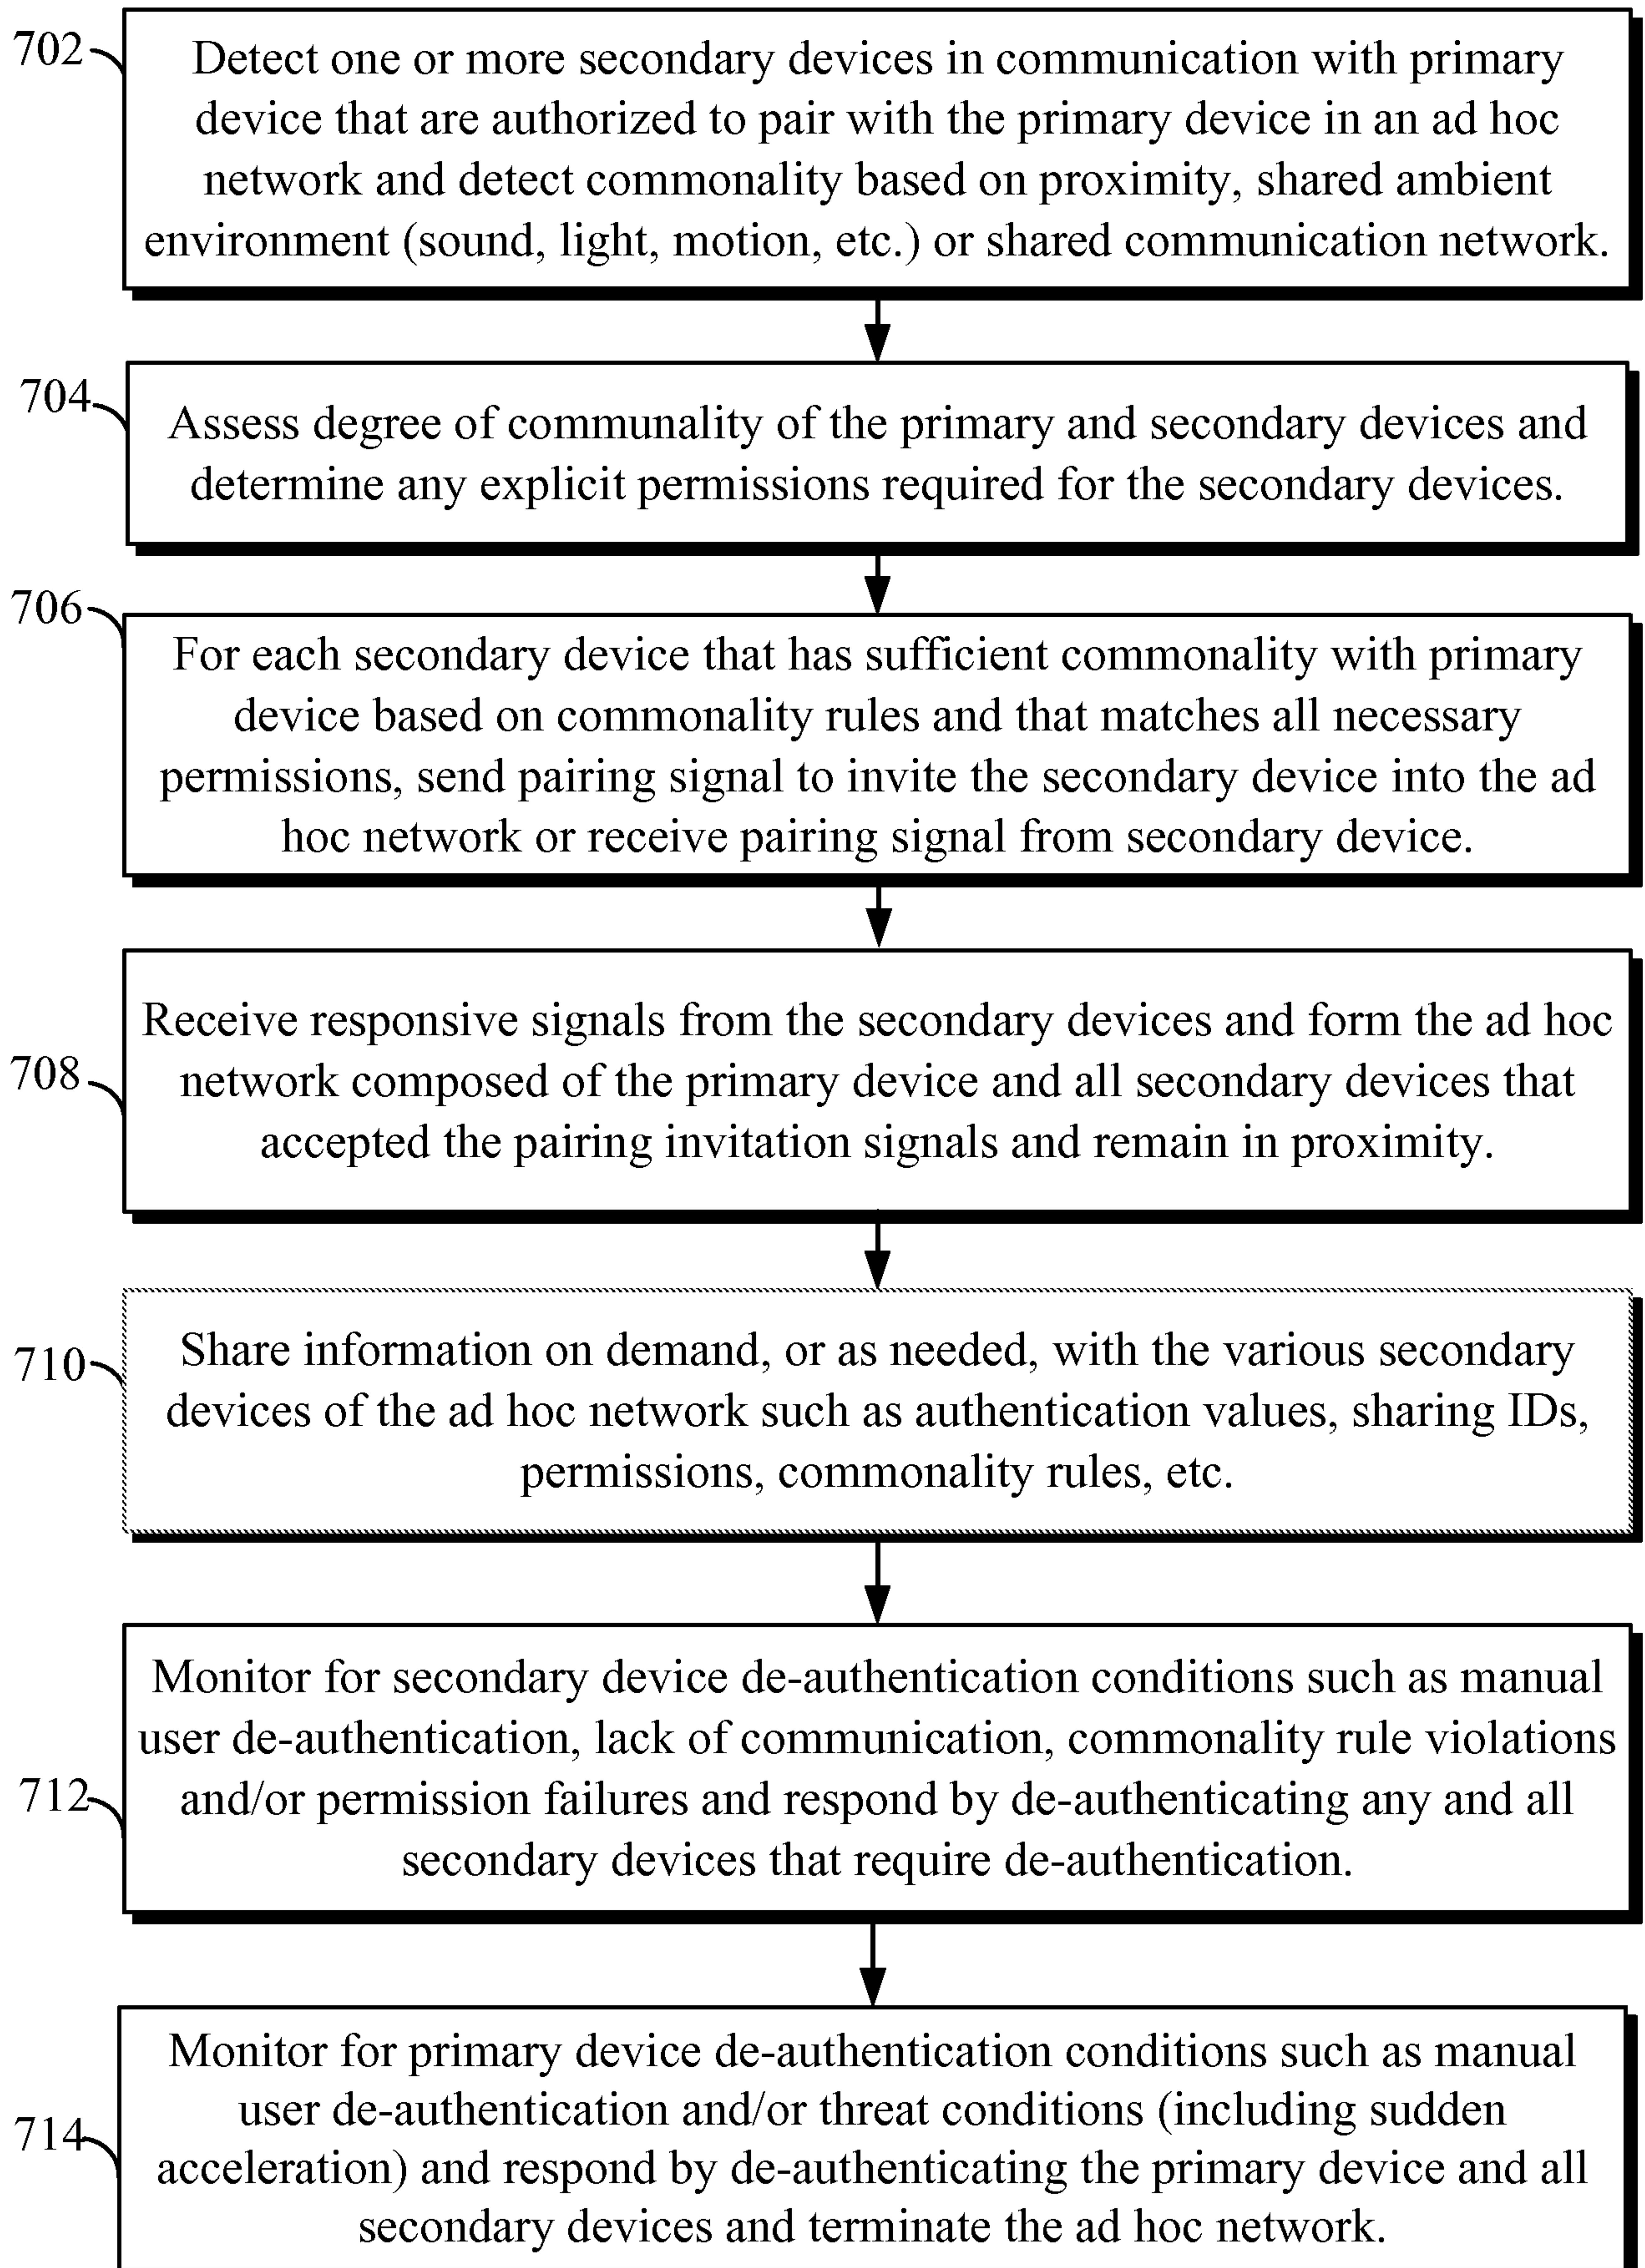 702
Detect one or more secondary devices in communication with primary
device that are authorized to pair with the primary device in an ad hoc
network and detect commonality based on proximity, shared ambient
environment (sound, light, motion, etc.) or shared communication network.
704
Assess degree of communality of the primary and secondary devices and
determine any explicit permissions required for the secondary devices.
706
For each secondary device that has sufficient commonality with primary
device based on commonality rules and that matches all necessary
permissions, send pairing signal to invite the secondary device into the ad
hoc network or receive pairing signal from secondary device.
708
Receive responsive signals from the secondary devices and form the ad hoc
network composed of the primary device and all secondary devices that
accepted the pairing invitation signals and remain in proximity.
710
Share information on demand, or as needed, with the various secondary
devices of the ad hoc network such as authentication values, sharing IDs,
permissions, commonality rules, etc.
712
Monitor for secondary device de-authentication conditions such as manual
user de-authentication, lack of communication, commonality rule violations
and/or permission failures and respond by de-authenticating any and all
secondary devices that require de-authentication.
714
Monitor for primary device de-authentication conditions such as manual
user de-authentication and/or threat conditions (including sudden
acceleration) and respond by de-authenticating the primary device and all
secondary devices and terminate the ad hoc network.